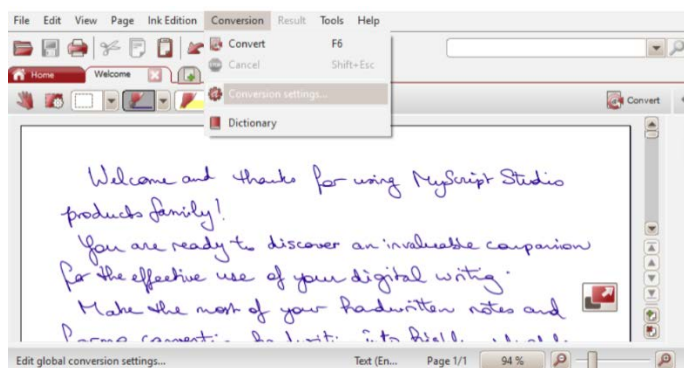 File Edit View Page Ink Edition Conversion Result Tools Help
Convert F6
Cancel Shift+Esc
Home Welcome
Conversion settings...
Convert
Dictionary
Welcome and thanks for using MyScript Studio
products family!
You are ready to discover an invaluable companion
for the effective use of your digital writing.
Make the most of your handwritten notes and
Edit global conversion settings... Text (En... Page 1/1 94 %